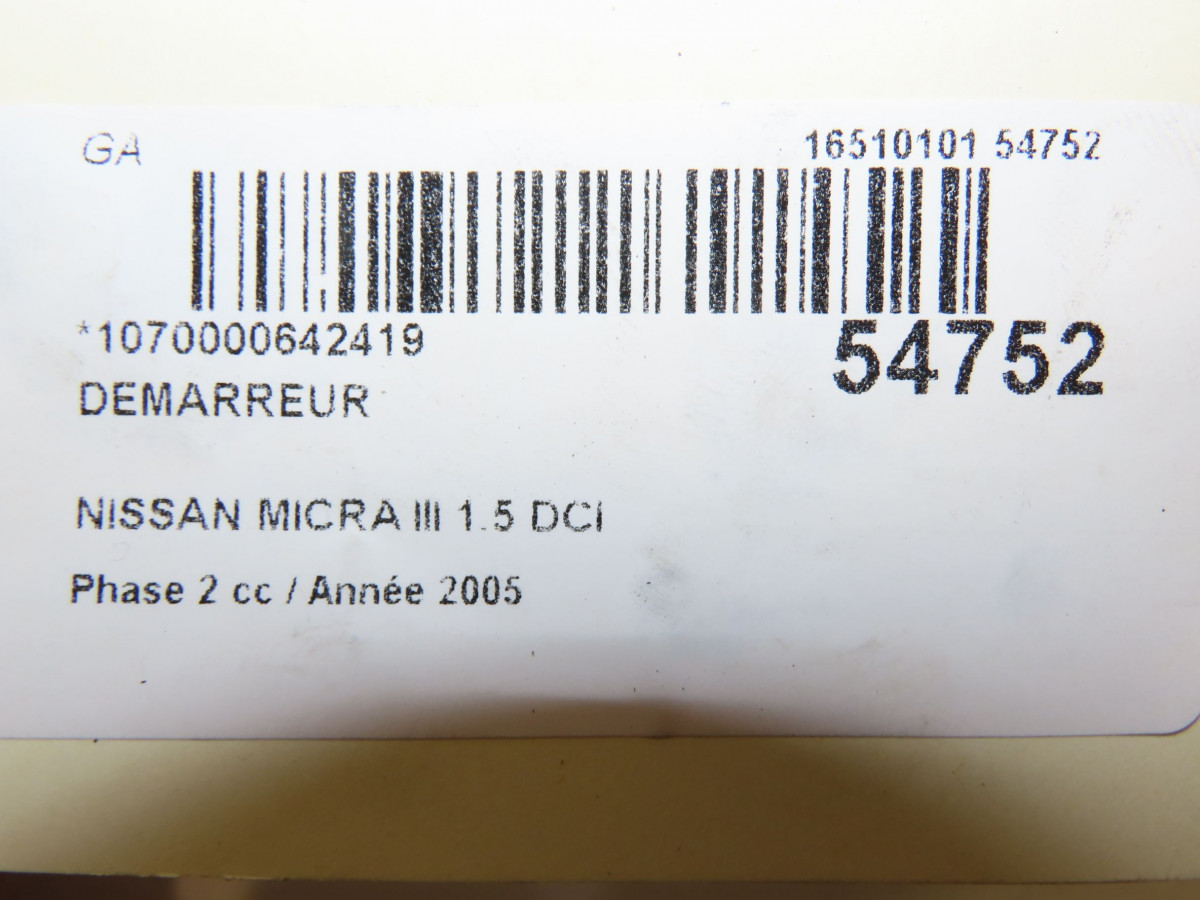 GA
16510101 54752
*1070000642419
54752
DEMARREUR
NISSAN MICRA III 1.5 DCI
Phase 2 cc / Année 2005